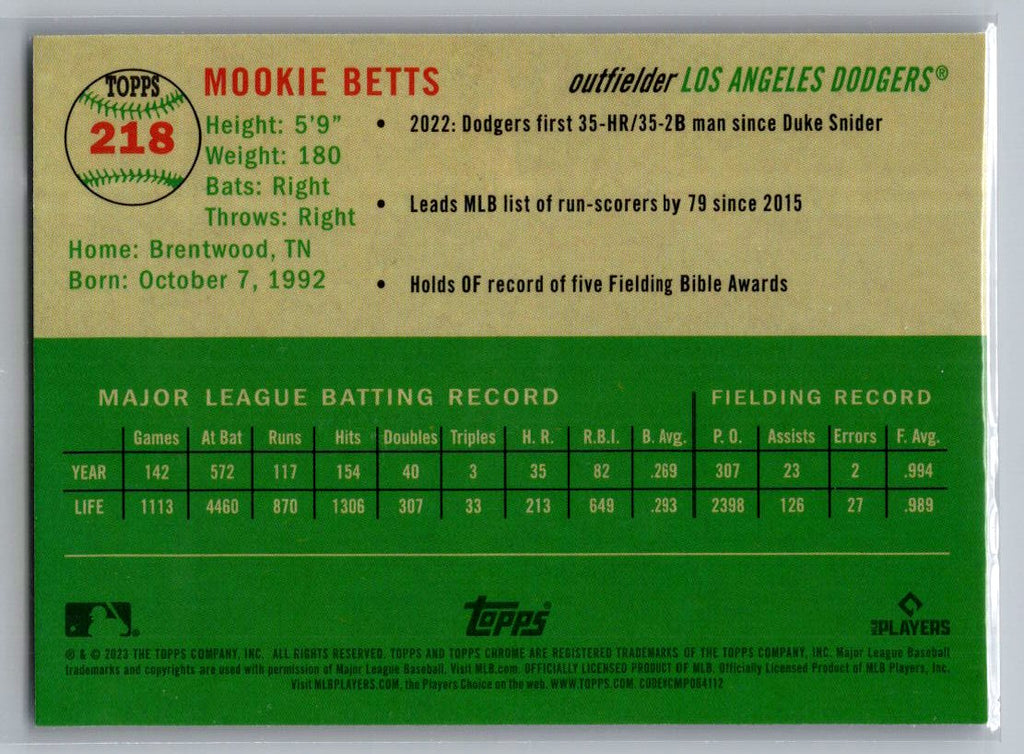 TOPPS
218
MOOKIE BETTS
outfielder LOS ANGELES DODGERS®
Height: 5'9"
Weight: 180
Bats: Right
Throws: Right
Home: Brentwood, TN
Born: October 7, 1992
• 2022: Dodgers first 35-HR/35-2B man since Duke Snider
• Leads MLB list of run-scorers by 79 since 2015
• Holds OF record of five Fielding Bible Awards
MAJOR LEAGUE BATTING RECORD FIELDING RECORD
Games At Bat Runs Hits Doubles Triples H. R. R.B.I. B. Avg. P. O. Assists Errors F. Avg.
YEAR 142 572 117 154 40 3 35 82 .269 307 23 2 .994
LIFE 1113 4460 870 1306 307 33 213 649 .293 2398 126 27 .989
topps®
MLB PLAYERS
® & © 2023 THE TOPPS COMPANY, INC. ALL RIGHTS RESERVED. TOPPS AND TOPPS CHROME ARE REGISTERED TRADEMARKS OF THE TOPPS COMPANY, INC. Major League Baseball
trademarks and copyrights are used with permission of Major League Baseball. Visit MLB.com. OFFICIALLY LICENSED PRODUCT OF MLB. Officially Licensed Product of MLB Players, Inc.
Visit MLBPLAYERS.COM, the Players Choice on the web. WWW.TOPPS.COM. CODE#CMP064112